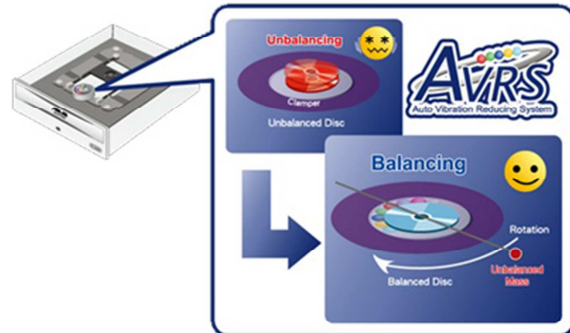 Unbalancing
Clamper
Unbalanced Disc
AVRS
Auto Vibration Reducing System
Balancing
Rotation
Unbalanced
Mass
Balanced Disc